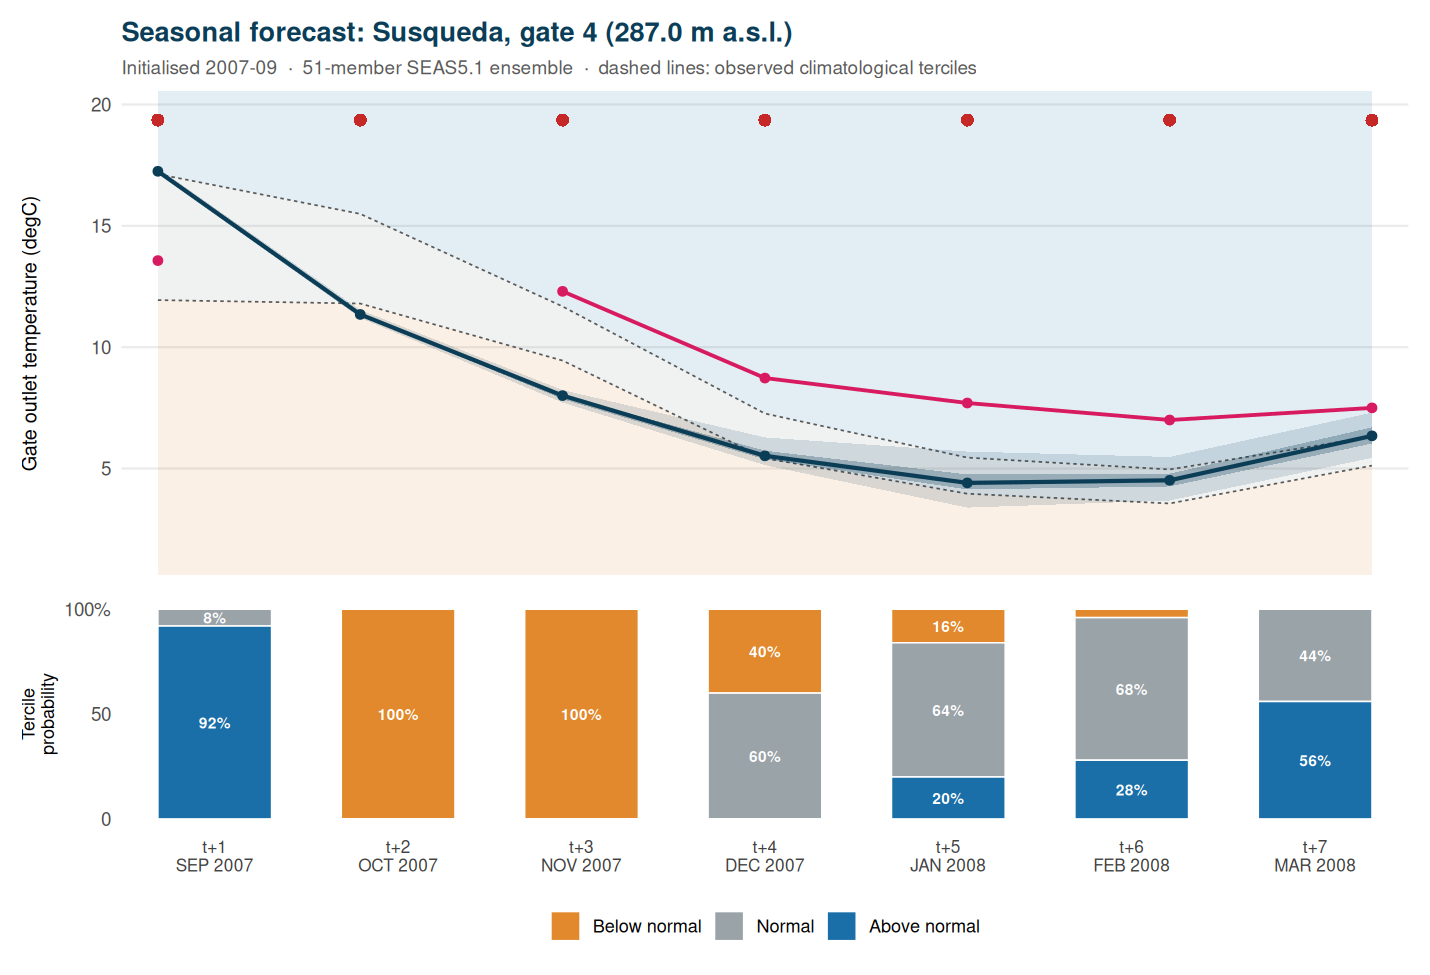 Seasonal forecast: Susqueda, gate 4 (287.0 m a.s.l.)
Initialised 2007-09 · 51-member SEAS5.1 ensemble · dashed lines: observed climatological terciles
Gate outlet temperature (degC)
20
15
10
5
Tercile
probability
100%
50
0
8%
92%
100%
100%
40%
60%
16%
64%
20%
68%
28%
44%
56%
t+1
SEP 2007
t+2
OCT 2007
t+3
NOV 2007
t+4
DEC 2007
t+5
JAN 2008
t+6
FEB 2008
t+7
MAR 2008
Below normal
Normal
Above normal